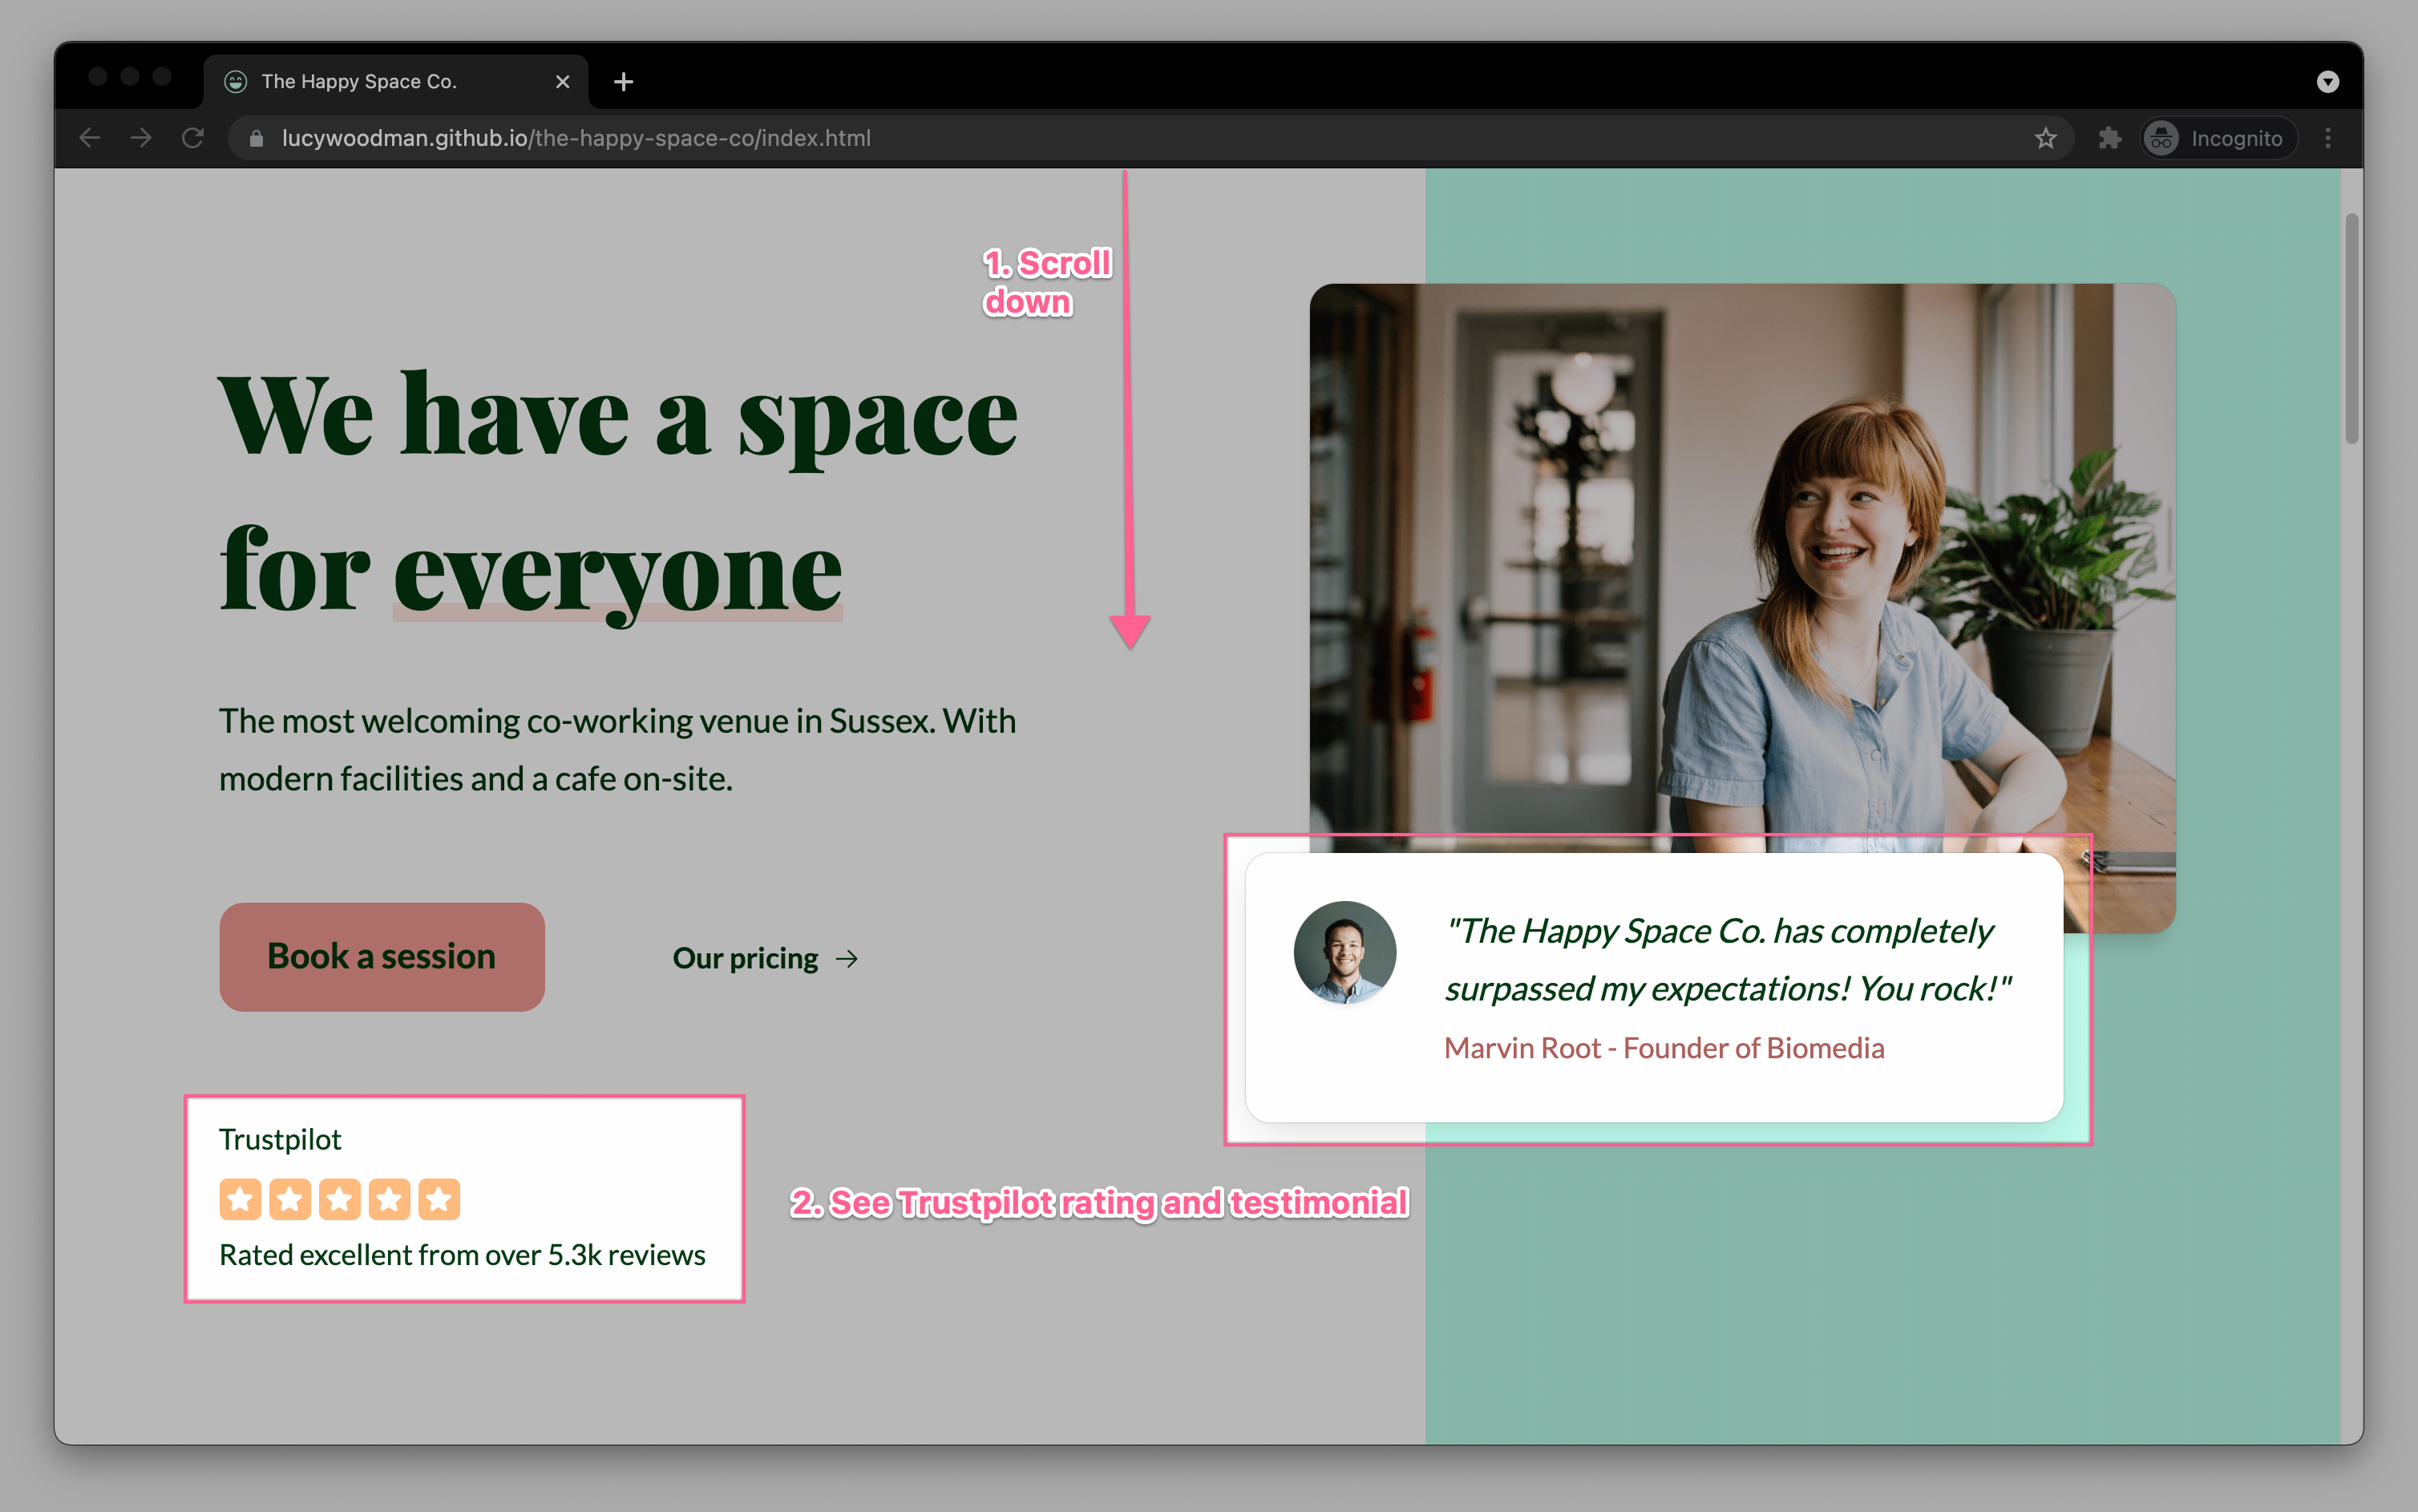 The Happy Space Co.
lucywoodman.github.io/the-happy-space-co/index.html
Incognito
1. Scroll
down
We have a space
for everyone
The most welcoming co-working venue in Sussex. With
modern facilities and a cafe on-site.
Book a session
Our pricing →
"The Happy Space Co. has completely
surpassed my expectations! You rock!"
Marvin Root - Founder of Biomedia
Trustpilot
Rated excellent from over 5.3k reviews
2. See Trustpilot rating and testimonial